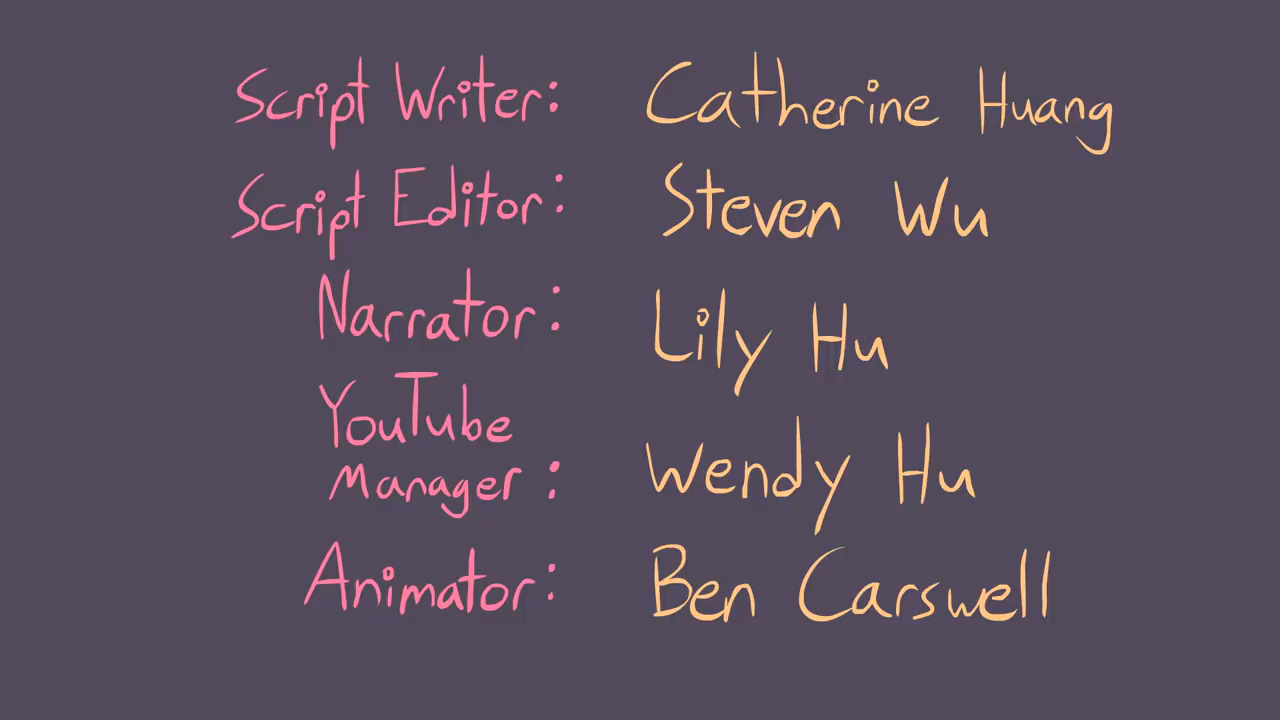 Script Writer: Catherine Huang
Script Editor: Steven Wu
Narrator: Lily Hu
YouTube
Manager: Wendy Hu
Animator: Ben Carswell